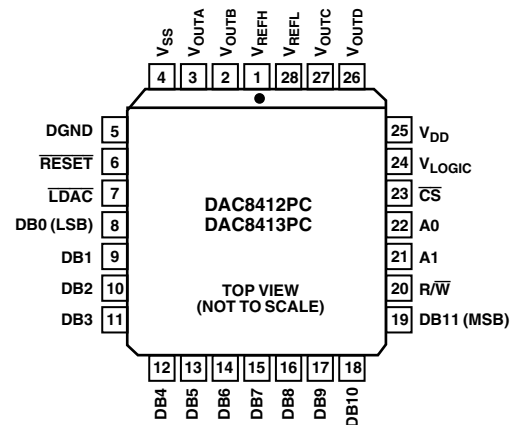 VSS
VOUTA
VOUTB
VREFH
VREFL
VOUTC
VOUTD
4 3 2 1 28 27 26
DGND 5
RESET 6
LDAC 7
DB0 (LSB) 8
DB1 9
DB2 10
DB3 11
DAC8412PC
DAC8413PC
TOP VIEW
(NOT TO SCALE)
25 VDD
24 VLOGIC
23 CS
22 A0
21 A1
20 R/W
19 DB11 (MSB)
12 13 14 15 16 17 18
DB4
DB5
DB6
DB7
DB8
DB9
DB10